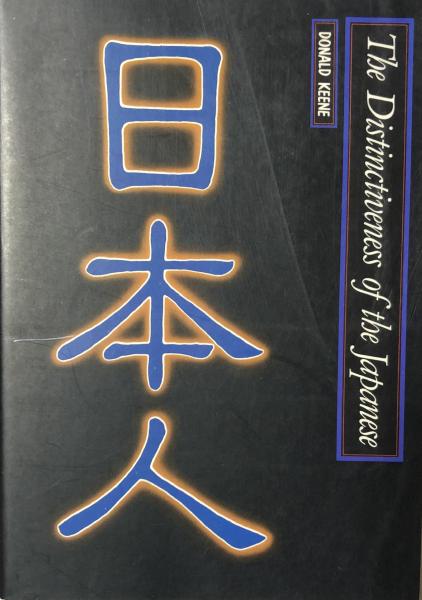 The Distinctiveness of the Japanese
DONALD KEENE
日本人